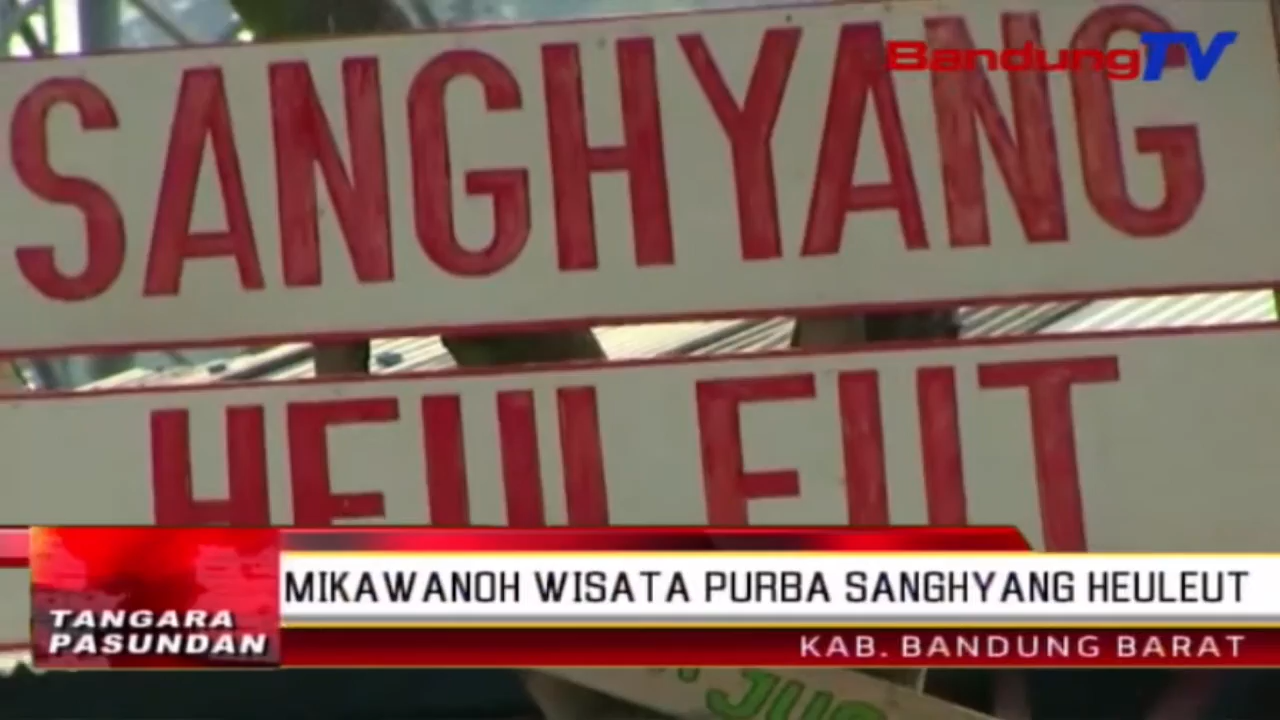 SANGHYANG
BandungTV
HEULEUT
MIKAWANOH WISATA PURBA SANGHYANG HEULEUT
TANGARA
PASUNDAN
KAB. BANDUNG BARAT